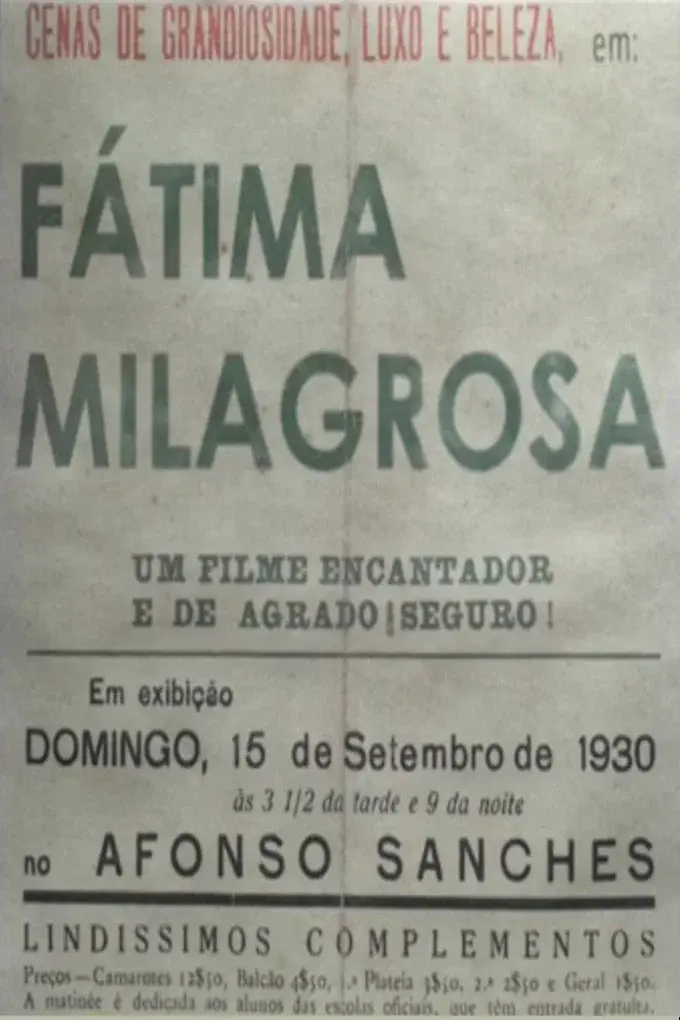 CENAS DE GRANDIOSIDADE, LUXO E BELEZA, em:
FÁTIMA
MILAGROSA
UM FILME ENCANTADOR
E DE AGRADO SEGURO!
Em exibição
DOMINGO, 15 de Setembro de 1930
às 3 1/2 da tarde e 9 da noite
no AFONSO SANCHES
LINDISSIMOS COMPLEMENTOS
Preços—Camarotes 12$50, Balcão 4$50, 1.ª Plateia 3$50, 2.ª 2$50 e Geral 1$50.
A matinée é dedicada aos alunos das escolas oficiais, que têm entrada gratuita.